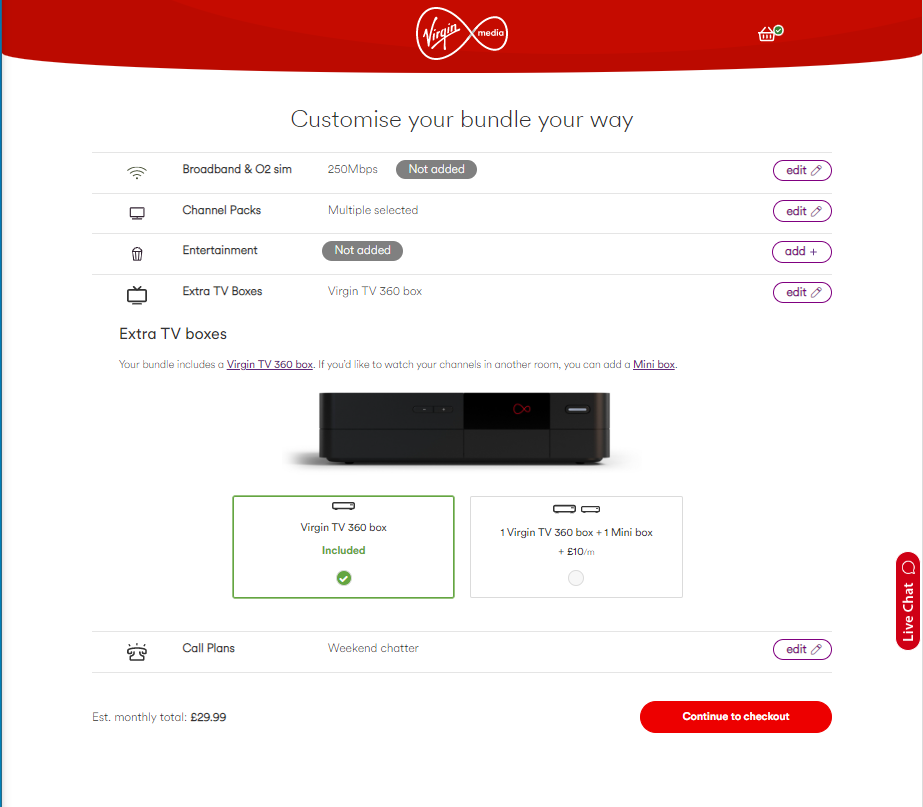 Virgin media
Customise your bundle your way
Broadband & O2 sim 250Mbps Not added edit
Channel Packs Multiple selected edit
Entertainment Not added add +
Extra TV Boxes Virgin TV 360 box edit
Extra TV boxes
Your bundle includes a Virgin TV 360 box. If you'd like to watch your channels in another room, you can add a Mini box.
Virgin TV 360 box
Included
1 Virgin TV 360 box + 1 Mini box
+ £10/m
Live Chat
Call Plans Weekend chatter edit
Est. monthly total: £29.99 Continue to checkout